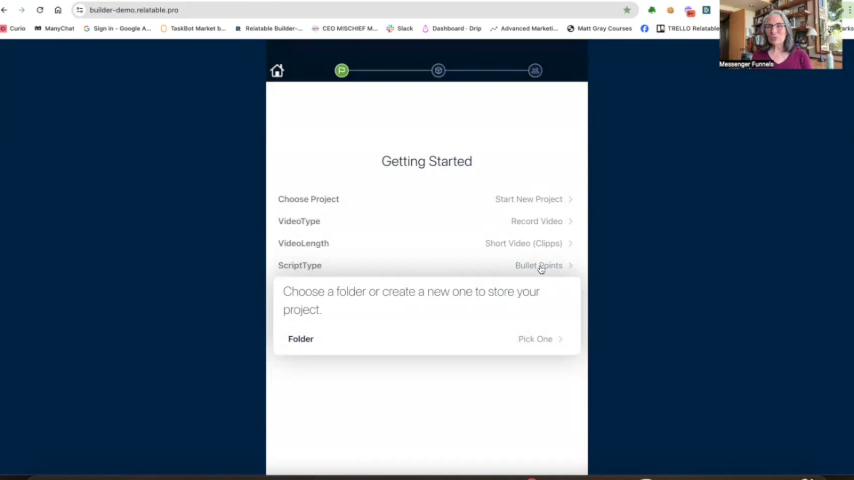 builder-demo.relatable.pro
Curio
ManyChat
Sign in - Google A...
TaskBot Market b...
Relatable Builder-...
CEO MISCHIEF M...
Slack
Dashboard · Drip
Advanced Marketi...
Matt Gray Courses
TRELLO Relatable
Messenger Funnels
Getting Started
Choose Project Start New Project
VideoType Record Video
VideoLength Short Video (Clipps)
ScriptType Bullet Points
Choose a folder or create a new one to store your
project.
Folder Pick One